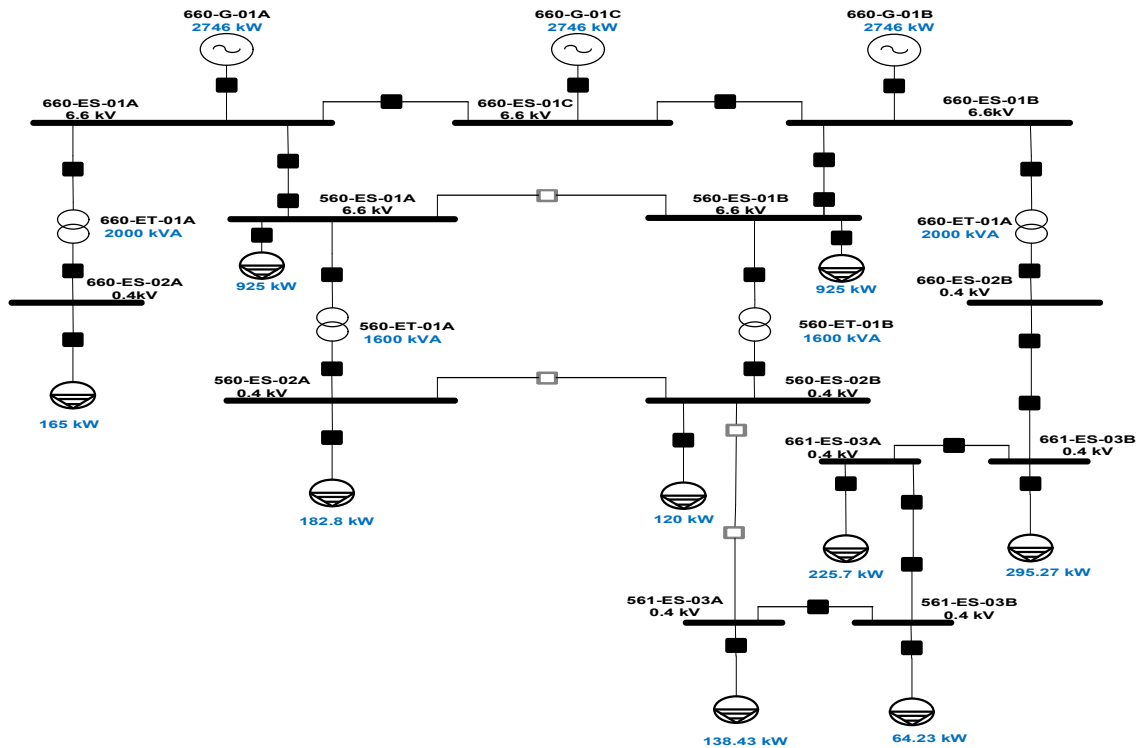 660-G-01A
2746 kW
660-G-01C
2746 kW
660-G-01B
2746 kW
660-ES-01A
6.6 kV
660-ES-01C
6.6 kV
660-ES-01B
6.6kV
560-ES-01A
6.6 kV
560-ES-01B
6.6 kV
660-ET-01A
2000 kVA
660-ET-01A
2000 kVA
925 kW
925 kW
660-ES-02A
0.4kV
660-ES-02B
0.4 kV
560-ET-01A
1600 kVA
560-ET-01B
1600 kVA
560-ES-02A
0.4 kV
560-ES-02B
0.4 kV
165 kW
661-ES-03A
0.4 kV
661-ES-03B
0.4 kV
182.8 kW
120 kW
225.7 kW
295.27 kW
561-ES-03A
0.4 kV
561-ES-03B
0.4 kV
138.43 kW
64.23 kW